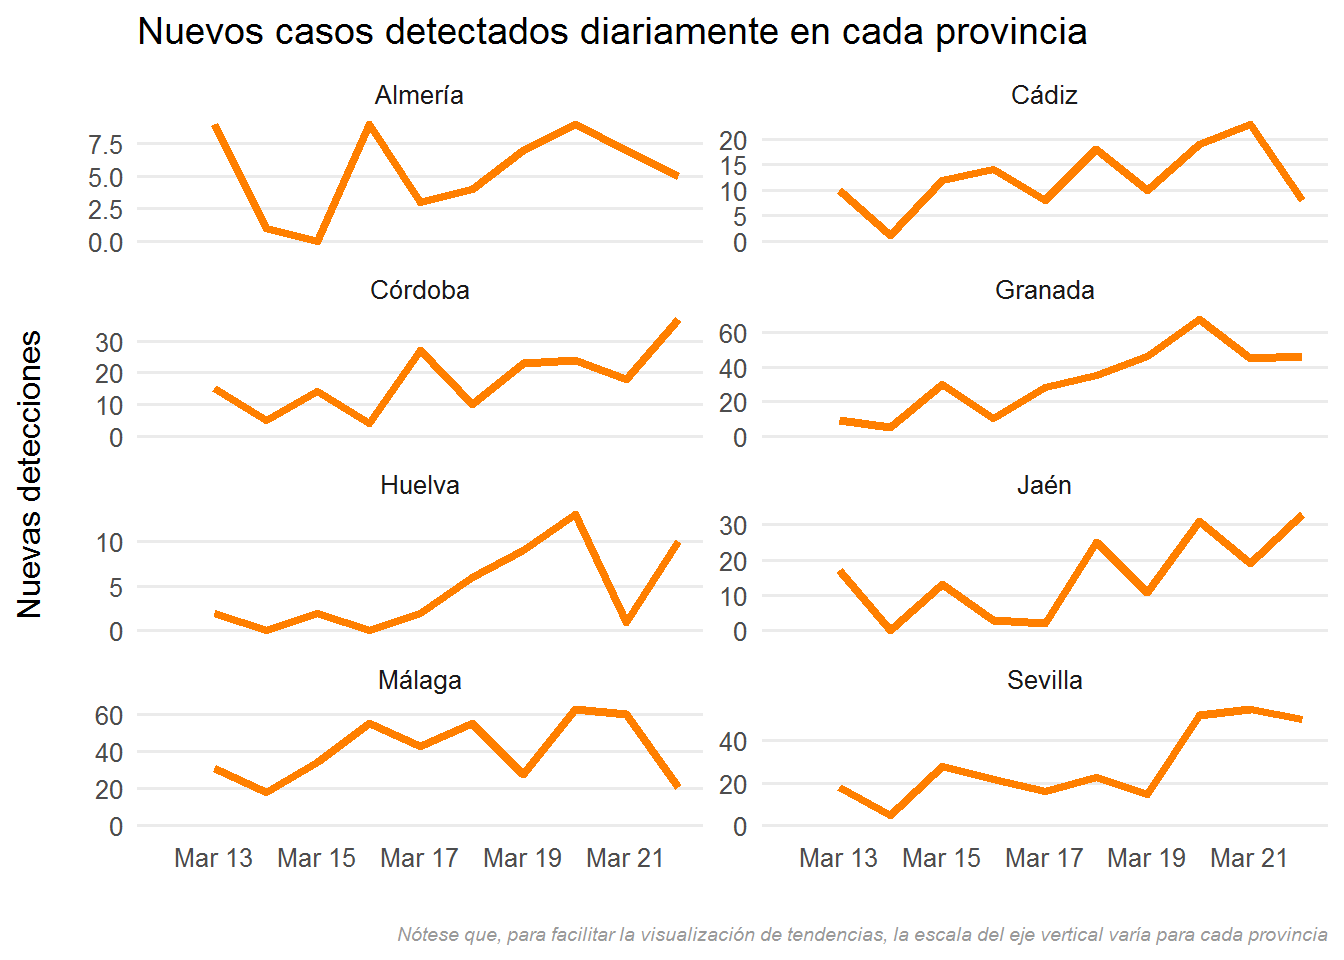 Nuevos casos detectados diariamente en cada provincia
Almería
Cádiz
7.5
5.0
2.5
0.0
20
15
10
5
0
Córdoba
Granada
30
20
10
0
60
40
20
0
Nuevas detecciones
Huelva
Jaén
10
5
0
30
20
10
0
Málaga
Sevilla
60
40
20
0
40
20
0
Mar 13 Mar 15 Mar 17 Mar 19 Mar 21
Mar 13 Mar 15 Mar 17 Mar 19 Mar 21
Nótese que, para facilitar la visualización de tendencias, la escala del eje vertical varía para cada provincia